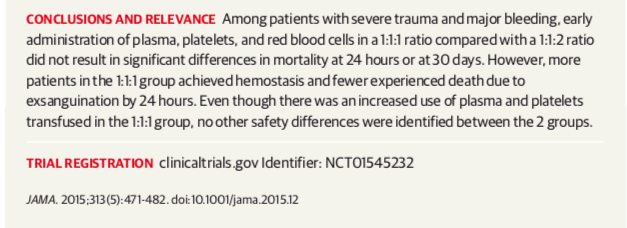 CONCLUSIONS AND RELEVANCE Among patients with severe trauma and major bleeding, early
administration of plasma, platelets, and red blood cells in a 1:1:1 ratio compared with a 1:1:2 ratio
did not result in significant differences in mortality at 24 hours or at 30 days. However, more
patients in the 1:1:1 group achieved hemostasis and fewer experienced death due to
exsanguination by 24 hours. Even though there was an increased use of plasma and platelets
transfused in the 1:1:1 group, no other safety differences were identified between the 2 groups.
TRIAL REGISTRATION clinicaltrials.gov Identifier: NCT01545232
JAMA. 2015;313(5):471-482. doi:10.1001/jama.2015.12